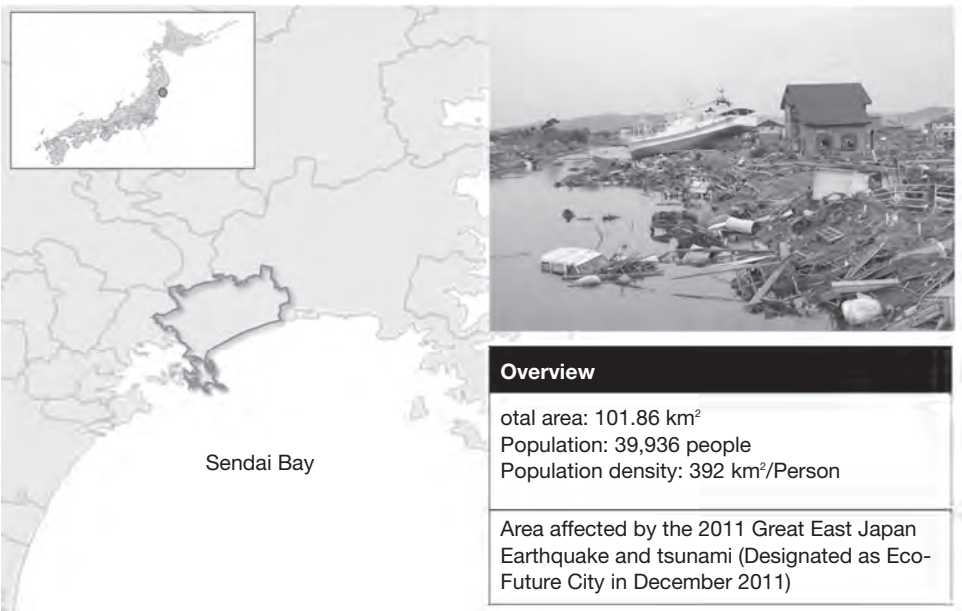 Sendai Bay
Overview
otal area: 101.86 km²
Population: 39,936 people
Population density: 392 km²/Person
Area affected by the 2011 Great East Japan
Earthquake and tsunami (Designated as Eco-
Future City in December 2011)